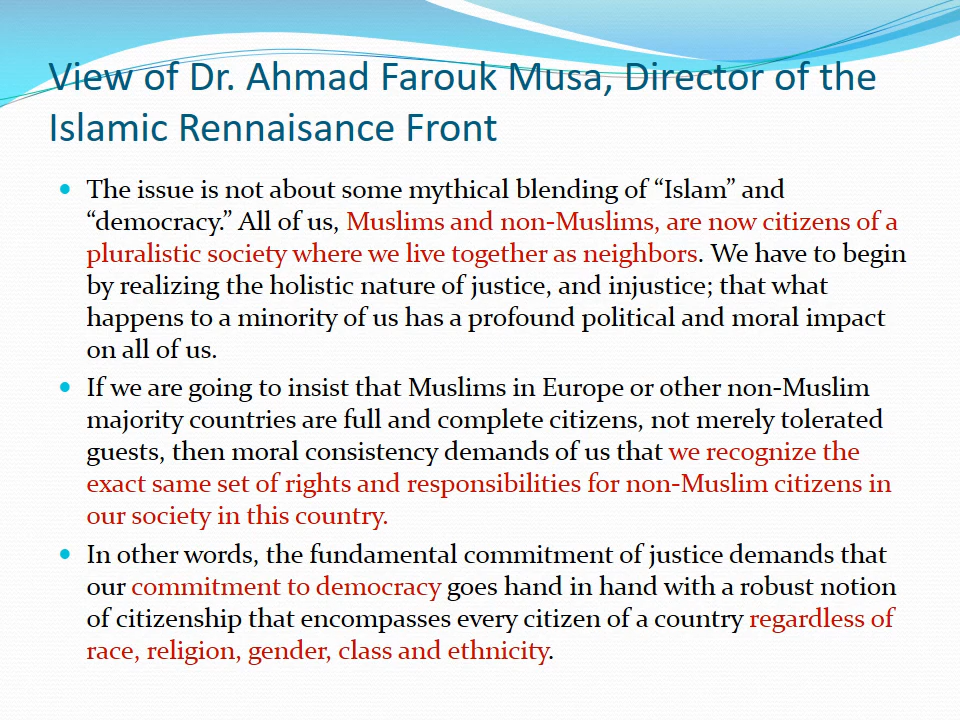 View of Dr. Ahmad Farouk Musa, Director of the
Islamic Rennaisance Front
• The issue is not about some mythical blending of “Islam” and
“democracy.” All of us, Muslims and non-Muslims, are now citizens of a
pluralistic society where we live together as neighbors. We have to begin
by realizing the holistic nature of justice, and injustice; that what
happens to a minority of us has a profound political and moral impact
on all of us.
• If we are going to insist that Muslims in Europe or other non-Muslim
majority countries are full and complete citizens, not merely tolerated
guests, then moral consistency demands of us that we recognize the
exact same set of rights and responsibilities for non-Muslim citizens in
our society in this country.
• In other words, the fundamental commitment of justice demands that
our commitment to democracy goes hand in hand with a robust notion
of citizenship that encompasses every citizen of a country regardless of
race, religion, gender, class and ethnicity.